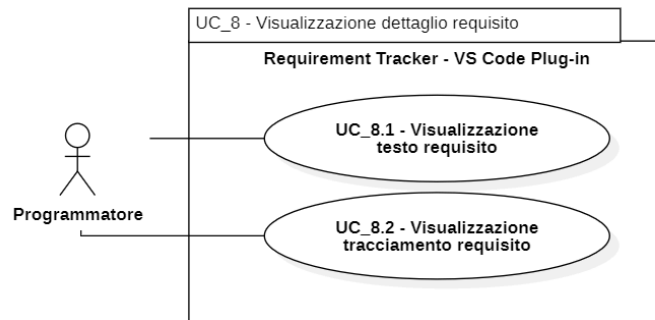 UC_8 - Visualizzazione dettaglio requisito
Requirement Tracker - VS Code Plug-in
UC_8.1 - Visualizzazione
testo requisito
Programmatore
UC_8.2 - Visualizzazione
tracciamento requisito